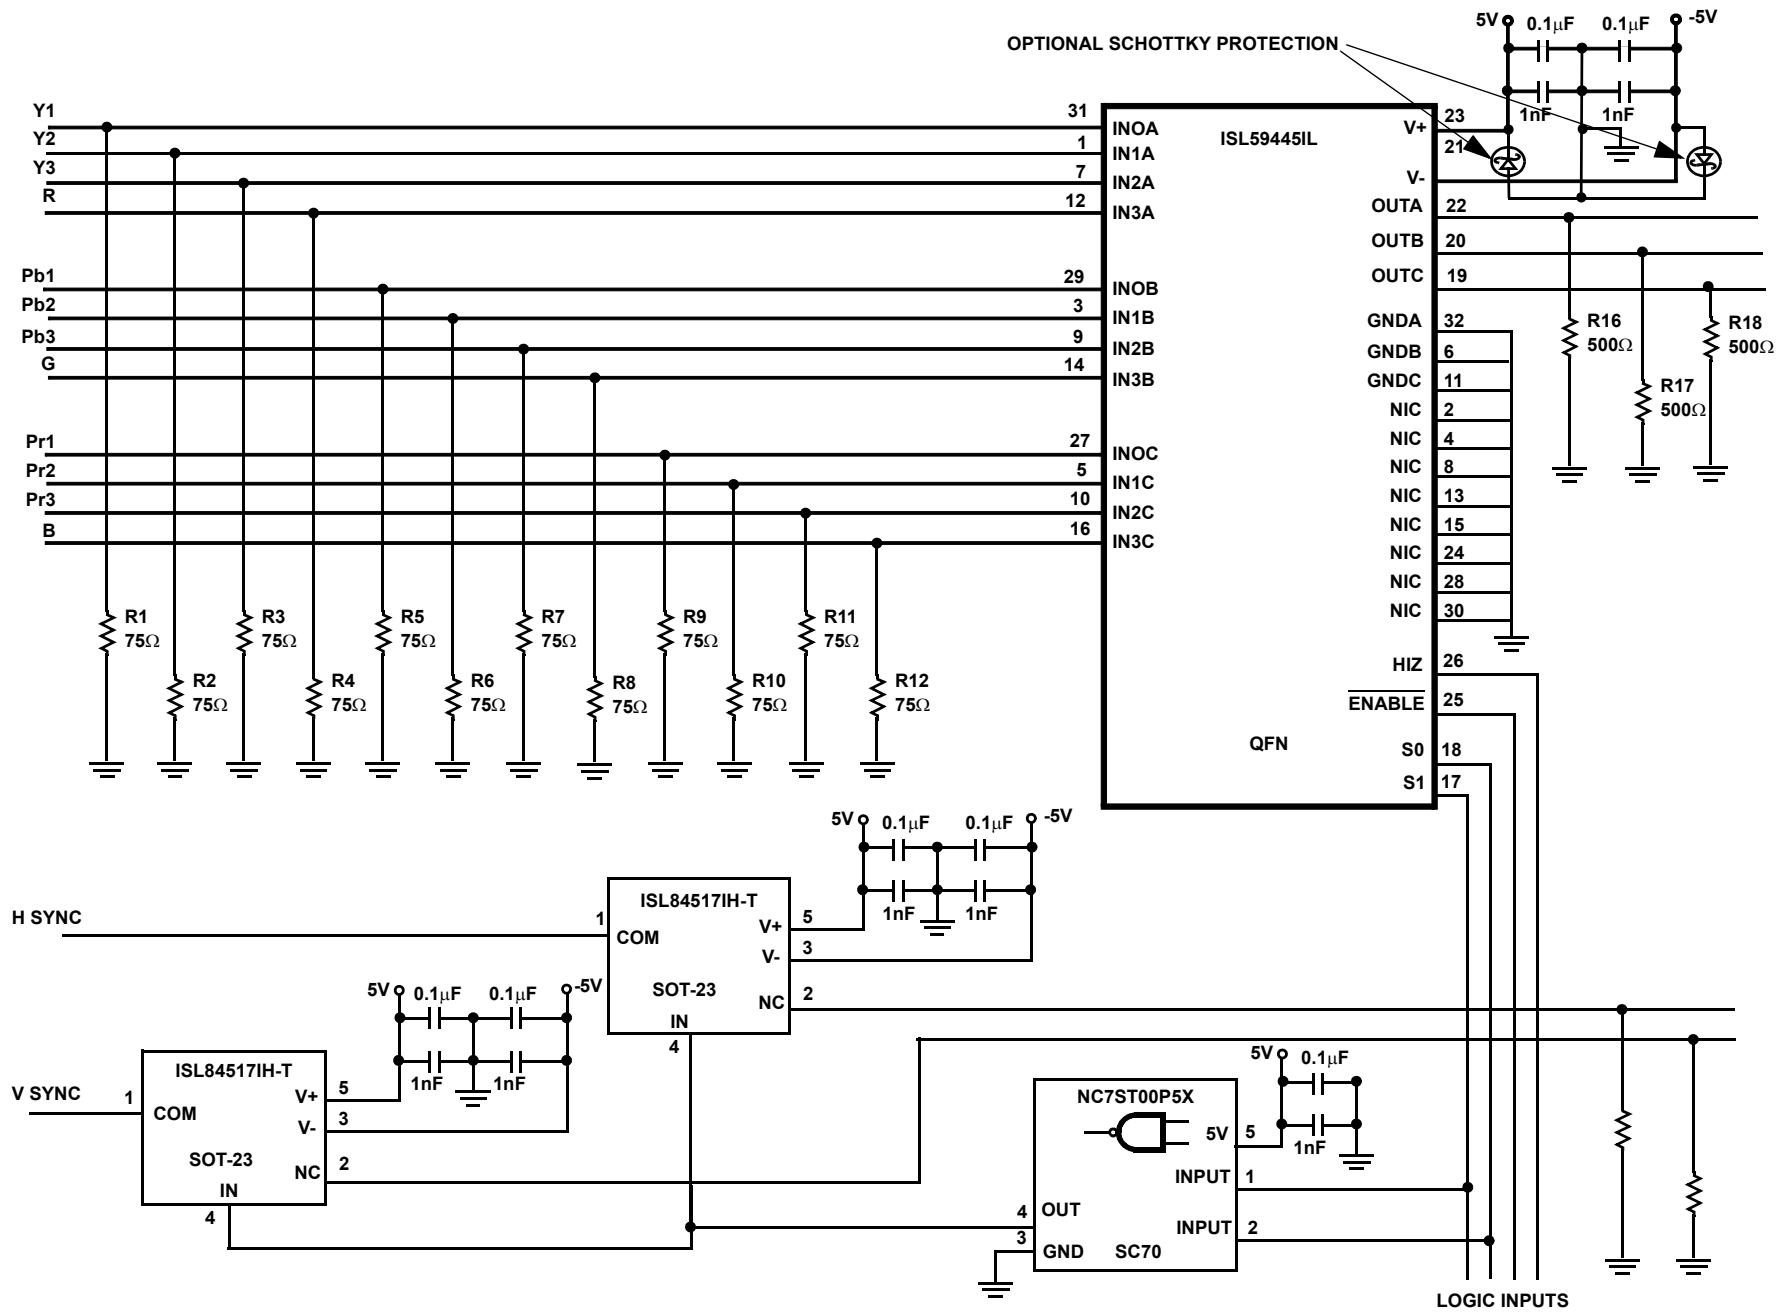 5V
0.1µF
0.1µF
-5V
OPTIONAL SCHOTTKY PROTECTION
1nF
1nF
Y1
Y2
Y3
R
Pb1
Pb2
Pb3
G
Pr1
Pr2
Pr3
B
31
1
7
12
29
3
9
14
27
5
10
16
INOA
IN1A
IN2A
IN3A
INOB
IN1B
IN2B
IN3B
INOC
IN1C
IN2C
IN3C
ISL59445IL
QFN
V+ 23
V- 21
OUTA 22
OUTB 20
OUTC 19
GNDA 32
GNDB 6
GNDC 11
NIC 2
NIC 4
NIC 8
NIC 13
NIC 15
NIC 24
NIC 28
NIC 30
HIZ 26
ENABLE 25
S0 18
S1 17
R16
500Ω
R17
500Ω
R18
500Ω
R1
75Ω
R2
75Ω
R3
75Ω
R4
75Ω
R5
75Ω
R6
75Ω
R7
75Ω
R8
75Ω
R9
75Ω
R10
75Ω
R11
75Ω
R12
75Ω
5V
0.1µF
0.1µF
-5V
1nF
1nF
H SYNC
1
ISL84517IH-T
COM
V+ 5
V- 3
SOT-23
NC 2
IN
4
5V
0.1µF
0.1µF
-5V
1nF
1nF
V SYNC
1
ISL84517IH-T
COM
V+ 5
V- 3
SOT-23
NC 2
IN
4
5V
0.1µF
1nF
NC7ST00P5X
5V 5
INPUT 1
INPUT 2
4 OUT
3 GND
SC70
LOGIC INPUTS